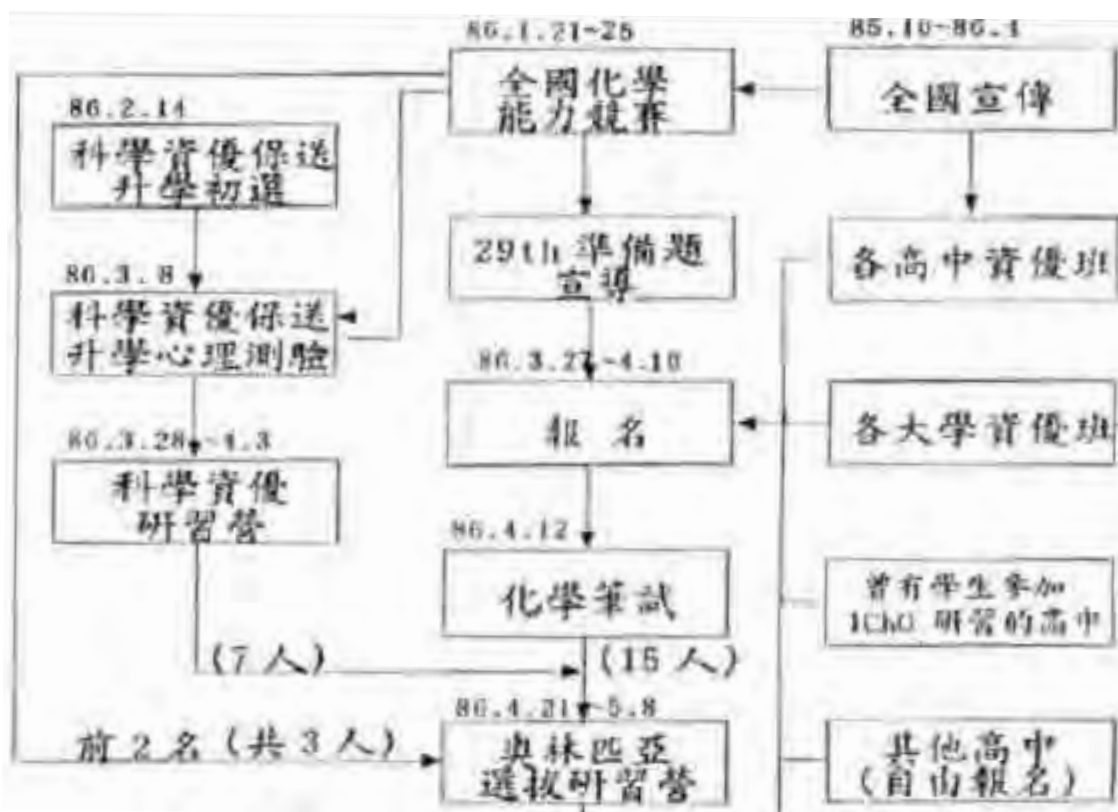 86.1.21~25
全國化學
能力競賽
85.10~86.4
全國宣傳
86.2.14
科學資優保送
升學初選
29th 準備題
宣導
各高中資優班
86.3.8
科學資優保送
升學心理測驗
86.3.27~4.10
報 名
各大學資優班
86.3.28~4.3
科學資優
研習營
86.4.12
化學筆試
曾有學生參加
IChO 研習的高中
(7 人)
(16 人)
86.4.21~5.8
奧林匹亞
選拔研習營
前 2 名 (共 3 人)
其他高中
(自由報名)